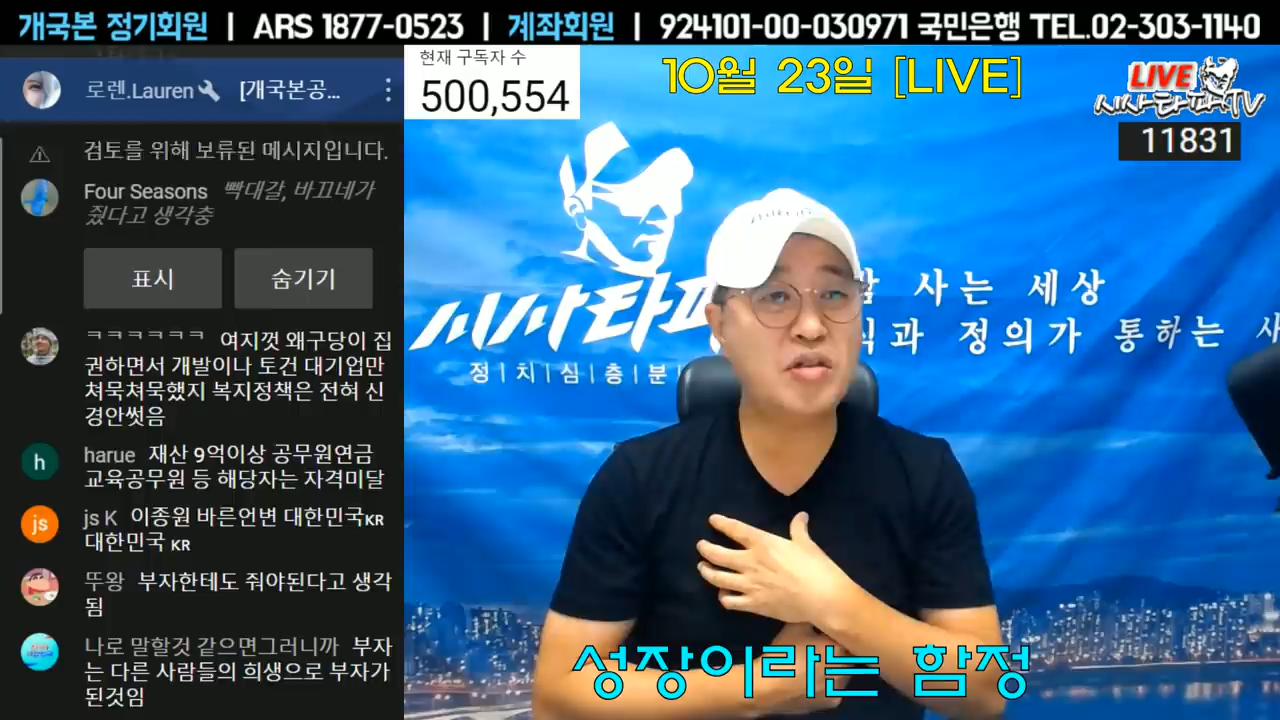 개국본 정기회원 | ARS 1877-0523 | 계좌회원 | 924101-00-030971 국민은행 TEL.02-303-1140
로렌.Lauren [개국본공...
검토를 위해 보류된 메시지입니다.
Four Seasons 빡대갈, 바끄네가
줬다고 생각충
표시 숨기기
ㅋㅋㅋㅋㅋㅋ 여지껏 왜구당이 집
권하면서 개발이나 토건 대기업만
쳐묵쳐묵했지 복지정책은 전혀 신
경안썻음
h harue 재산 9억이상 공무원연금
교육공무원 등 해당자는 자격미달
js js K 이종원 바른언변 대한민국KR
대한민국 KR
뚜왕 부자한테도 줘야된다고 생각
됨
나로 말할것 같으면그러니까 부자
는 다른 사람들의 희생으로 부자가
된것임
현재 구독자 수
500,554
10월 23일 [LIVE]
LIVE
시사타파TV
11831
시사타파
정|치|심|층|분
사는 세상
과 정의가 통하는 사
성장이라는 함정